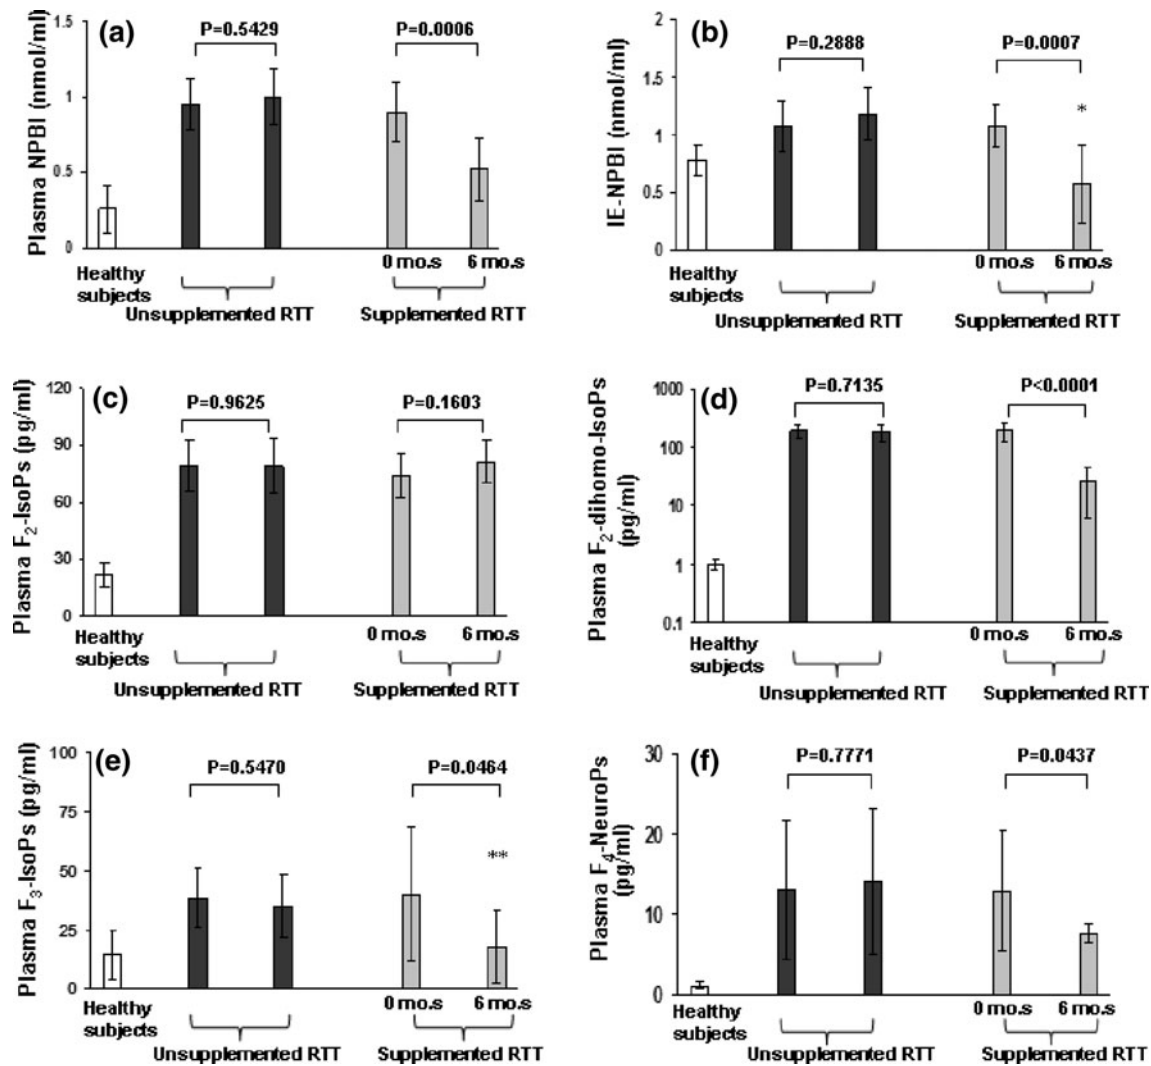 (a)
P=0.5429
P=0.0006
Plasma NPBI (nmol/ml)
1.5
1
0.5
0
0 mo.s
6 mo.s
Healthy
subjects
Unsupplemented RTT
Supplemented RTT
(b)
P=0.2888
P=0.0007
IE-NPBI (nmol/ml)
2
1.5
1
0.5
0
*
0 mo.s
6 mo.s
Healthy
subjects
Unsupplemented RTT
Supplemented RTT
(c)
P=0.9625
P=0.1603
Plasma F2-IsoPs (pg/ml)
120
90
60
30
0
0 mo.s
6 mo.s
Healthy
subjects
Unsupplemented RTT
Supplemented RTT
(d)
P=0.7135
P<0.0001
Plasma F2-dihomo-IsoPs
(pg/ml)
1000
100
10
1
0.1
0 mo.s
6 mo.s
Healthy
subjects
Unsupplemented RTT
Supplemented RTT
(e)
P=0.5470
P=0.0464
Plasma F3-IsoPs (pg/ml)
100
75
50
25
0
**
0 mo.s
6 mo.s
Healthy
subjects
Unsupplemented RTT
Supplemented RTT
(f)
P=0.7771
P=0.0437
Plasma F4-NeuroPs
(pg/ml)
30
20
10
0
0 mo.s
6 mo.s
Healthy
subjects
Unsupplemented RTT
Supplemented RTT